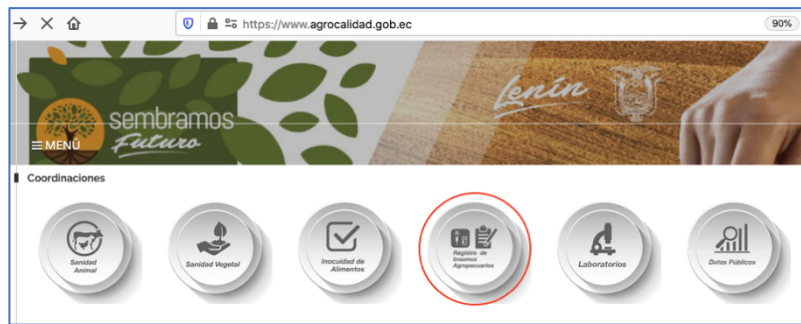 https://www.agrocalidad.gob.ec
90%
sembramos
Futuro
Lenín
MENÚ
Coordinaciones
Sanidad
Animal
Sanidad Vegetal
Inocuidad de
Alimentos
Registro de
Insumos
Agropecuarios
Laboratorios
Datos Públicos